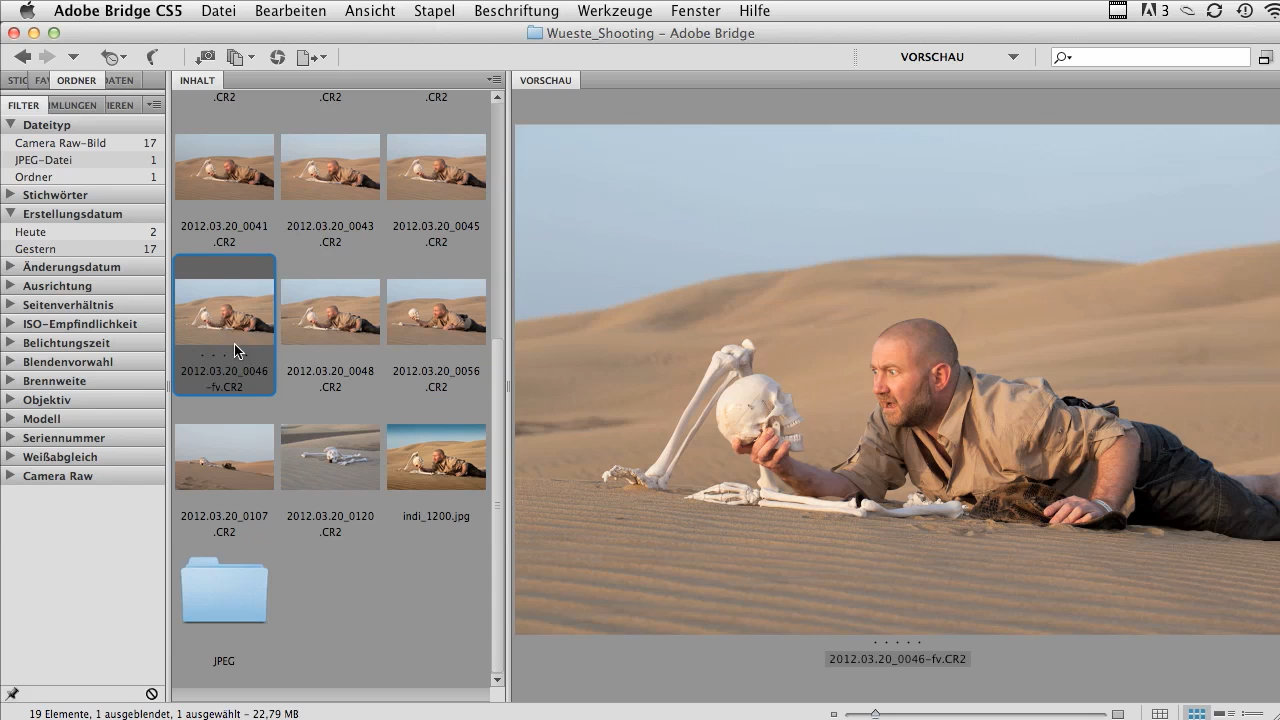 Adobe Bridge CS5 Datei Bearbeiten Ansicht Stapel Beschriftung Werkzeuge Fenster Hilfe 3
Wueste_Shooting – Adobe Bridge
VORSCHAU
STIC FAV ORDNER DATEN
INHALT
VORSCHAU
FILTER MLUNGEN IEREN
Dateityp
Camera Raw-Bild 17
JPEG-Datei 1
Ordner 1
Stichwörter
Erstellungsdatum
Heute 2
Gestern 17
Änderungsdatum
Ausrichtung
Seitenverhältnis
ISO-Empfindlichkeit
Belichtungszeit
Blendenvorwahl
Brennweite
Objektiv
Modell
Seriennummer
Weißabgleich
Camera Raw
.CR2 .CR2 .CR2
2012.03.20_0041 2012.03.20_0043 2012.03.20_0045
.CR2 .CR2 .CR2
2012.03.20_0046 2012.03.20_0048 2012.03.20_0056
-fv.CR2 .CR2 .CR2
2012.03.20_0107 2012.03.20_0120 indi_1200.jpg
.CR2 .CR2
JPEG
2012.03.20_0046-fv.CR2
19 Elemente, 1 ausgeblendet, 1 ausgewählt – 22,79 MB